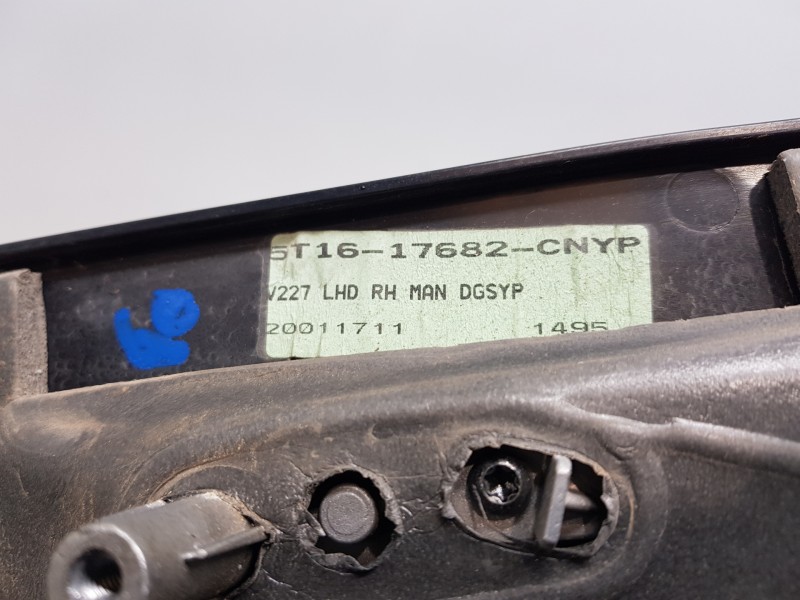 5T16-17682-CNYP
V227 LHD RH MAN DGSYP
20011711 1495